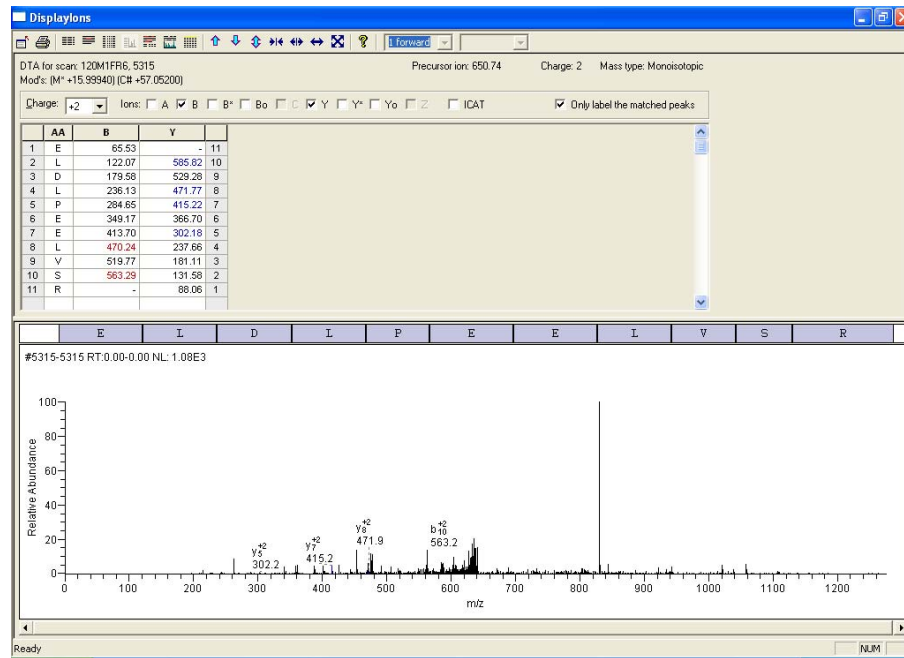 DisplayIons
1 forward
DTA for scan: 120M1FR6, 5315 Precursor ion: 650.74 Charge: 2 Mass type: Monoisotopic
Mod's: (M* +15.99940) (C# +57.05200)
Charge: +2 Ions: A B B* Bo C Y Y* Yo Z ICAT Only label the matched peaks
AA B Y
1 E 65.53 - 11
2 L 122.07 585.82 10
3 D 179.58 529.28 9
4 L 236.13 471.77 8
5 P 284.65 415.22 7
6 E 349.17 366.70 6
7 E 413.70 302.18 5
8 L 470.24 237.66 4
9 V 519.77 181.11 3
10 S 563.29 131.58 2
11 R - 88.06 1
E L D L P E E L V S R
#5315-5315 RT:0.00-0.00 NL: 1.08E3
100
80
60
40
20
0
Relative Abundance
y5+2
302.2
y7+2
415.2
y8+2
471.9
b10+2
563.2
0 100 200 300 400 500 600 700 800 900 1000 1100 1200
m/z
Ready NUM